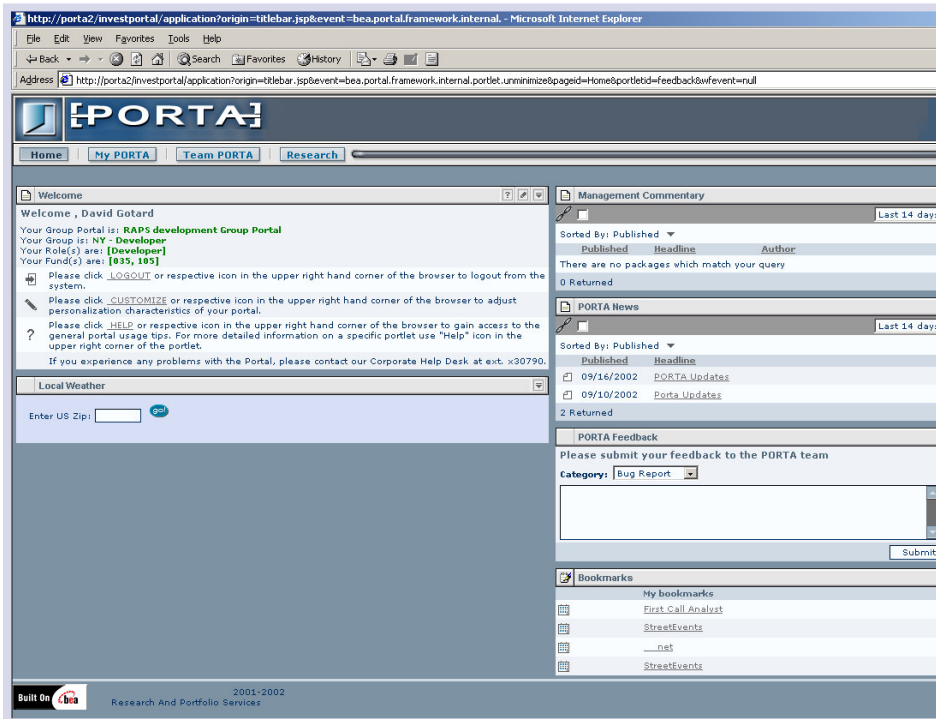 http://porta2/investportal/application?origin=titlebar.jsp&event=bea.portal.framework.internal. - Microsoft Internet Explorer
File Edit View Favorites Tools Help
Back Search Favorites History
Address http://porta2/investportal/application?origin=titlebar.jsp&event=bea.portal.framework.internal.portlet.unminimize&pageid=Home&portletid=feedback&wfevent=null
[PORTA]
Home My PORTA Team PORTA Research
Welcome
Welcome , David Gotard
Your Group Portal is: RAPS development Group Portal
Your Group is: NY - Developer
Your Role(s) are: [Developer]
Your Fund(s) are: [035, 105]
Please click LOGOUT or respective icon in the upper right hand corner of the browser to logout from the
system.
Please click CUSTOMIZE or respective icon in the upper right hand corner of the browser to adjust
personalization characteristics of your portal.
? Please click HELP or respective icon in the upper right hand corner of the browser to gain access to the
general portal usage tips. For more detailed information on a specific portlet use "Help" icon in the
upper right corner of the portlet.
If you experience any problems with the Portal, please contact our Corporate Help Desk at ext. x30790.
Local Weather
Enter US Zip: go!
Management Commentary
Last 14 days
Sorted By: Published
Published Headline Author
There are no packages which match your query
0 Returned
PORTA News
Last 14 days
Sorted By: Published
Published Headline
09/16/2002 PORTA Updates
09/10/2002 Porta Updates
2 Returned
PORTA Feedback
Please submit your feedback to the PORTA team
Category: Bug Report
Submit
Bookmarks
My bookmarks
First Call Analyst
StreetEvents
__net
StreetEvents
Built On bea
2001-2002
Research And Portfolio Services